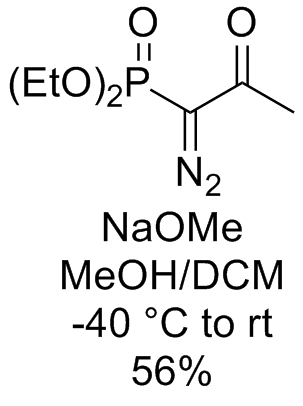 O O
(EtO)2P
N2
NaOMe
MeOH/DCM
-40 °C to rt
56%